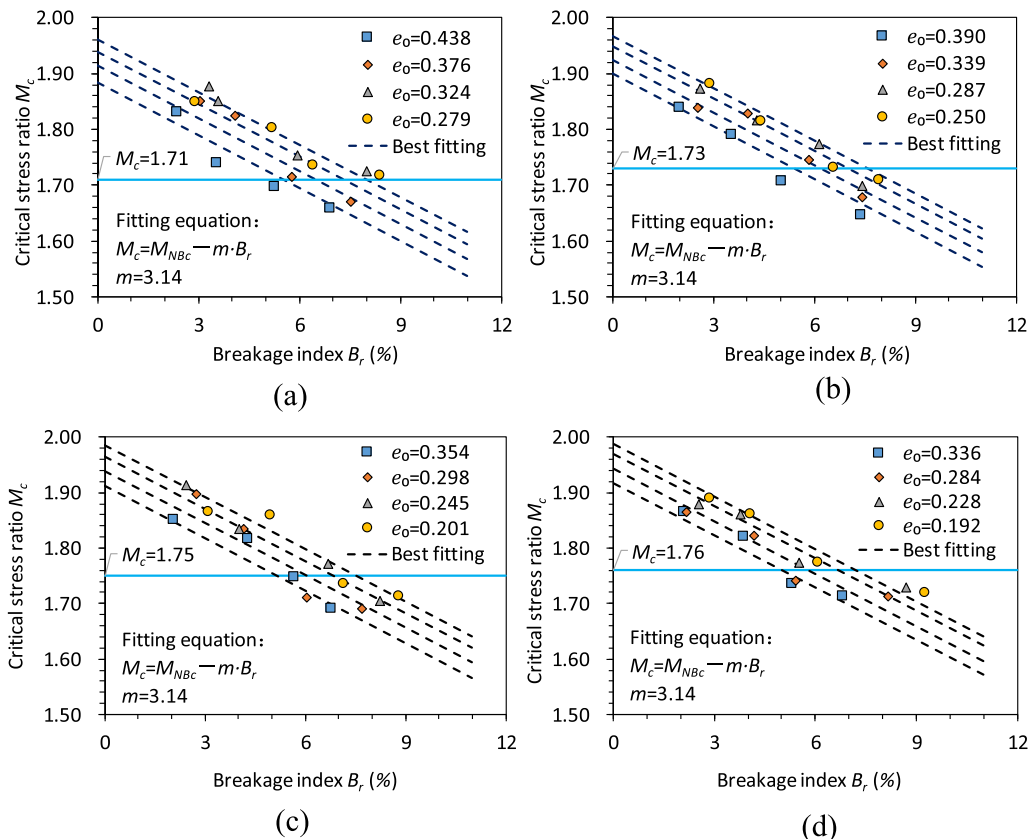 2.00
1.90
1.80
1.70
1.60
1.50
Critical stress ratio Mc
e₀=0.438
e₀=0.376
e₀=0.324
e₀=0.279
Best fitting
Mc=1.71
Fitting equation：
Mc=MNBc—m·Br
m=3.14
0 3 6 9 12
Breakage index Br (%)
(a)
2.00
1.90
1.80
1.70
1.60
1.50
Critical stress ratio Mc
e₀=0.390
e₀=0.339
e₀=0.287
e₀=0.250
Best fitting
Mc=1.73
Fitting equation：
Mc=MNBc—m·Br
m=3.14
0 3 6 9 12
Breakage index Br (%)
(b)
2.00
1.90
1.80
1.70
1.60
1.50
Critical stress ratio Mc
e₀=0.354
e₀=0.298
e₀=0.245
e₀=0.201
Best fitting
Mc=1.75
Fitting equation：
Mc=MNBc—m·Br
m=3.14
0 3 6 9 12
Breakage index Br (%)
(c)
2.00
1.90
1.80
1.70
1.60
1.50
Critical stress ratio Mc
e₀=0.336
e₀=0.284
e₀=0.228
e₀=0.192
Best fitting
Mc=1.76
Fitting equation：
Mc=MNBc—m·Br
m=3.14
0 3 6 9 12
Breakage index Br (%)
(d)